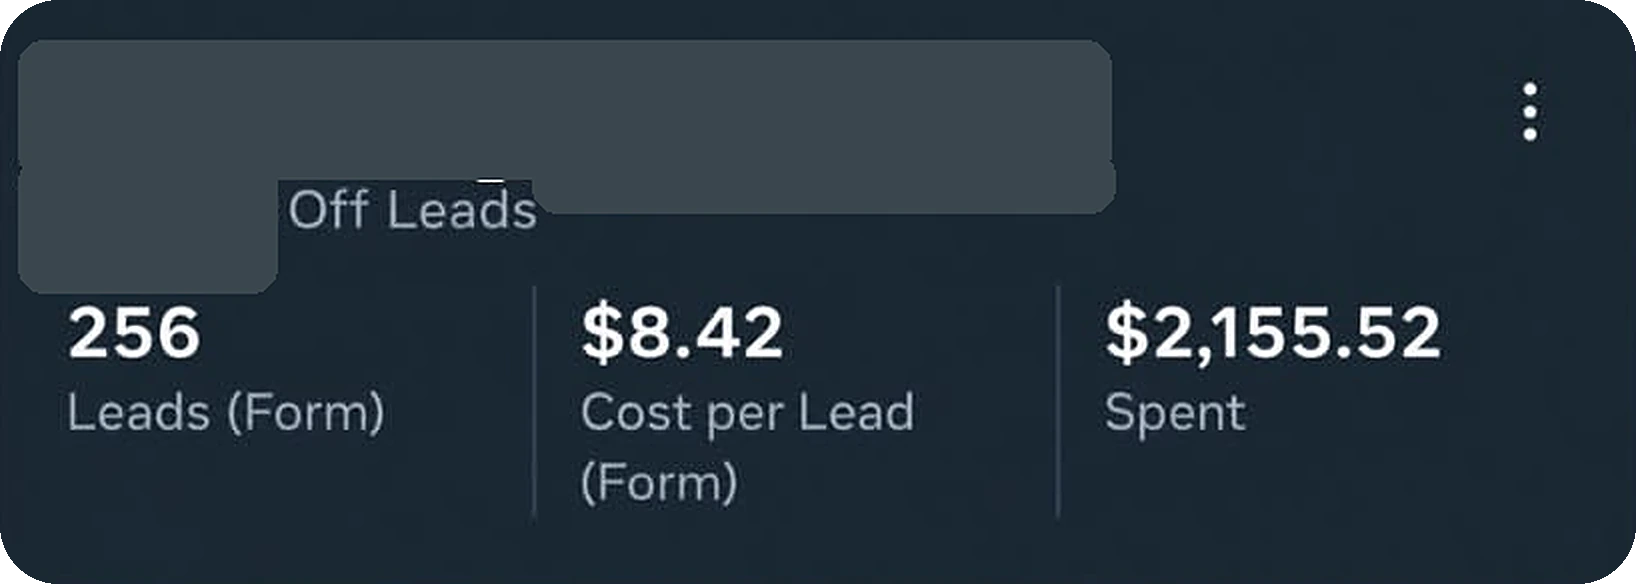 Off Leads
256
Leads (Form)
$8.42
Cost per Lead
(Form)
$2,155.52
Spent